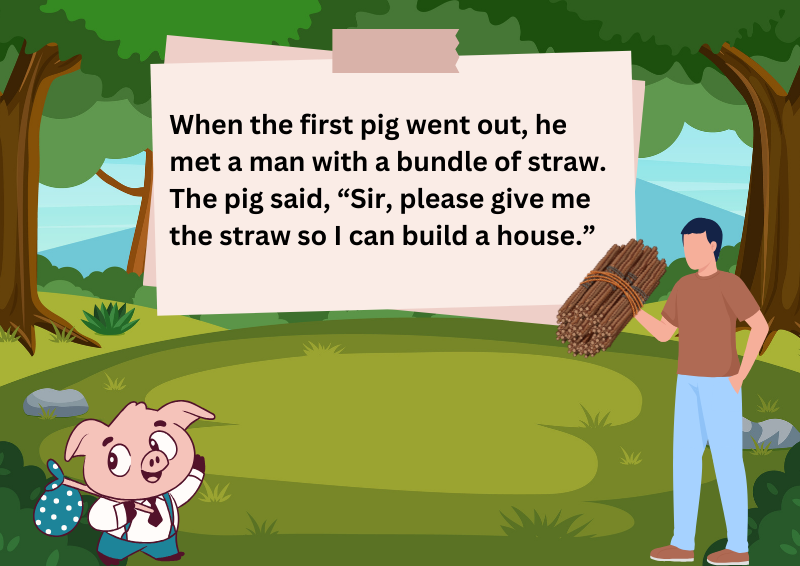 When the first pig went out, he
met a man with a bundle of straw.
The pig said, “Sir, please give me
the straw so I can build a house.”